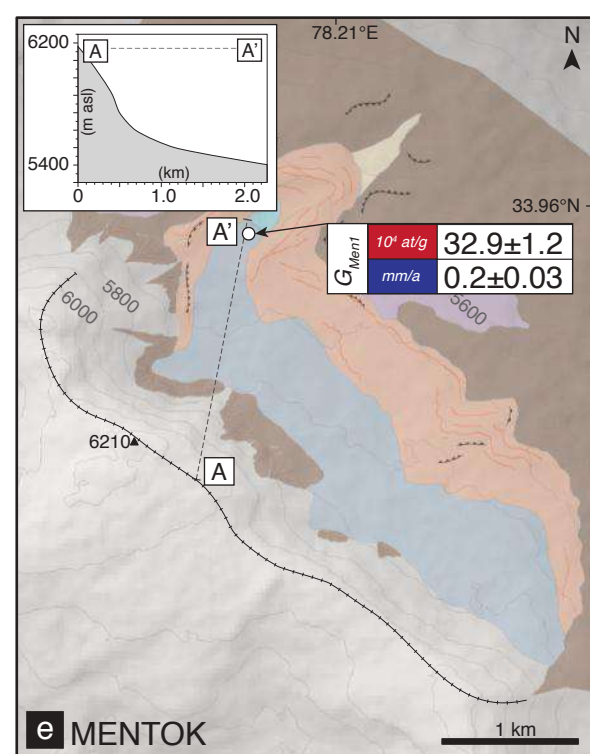 78.21°E
N
6200
A
A'
(m asl)
5400
(km)
0
1.0
2.0
33.96°N
A'
G_Men1
10⁴ at/g
32.9±1.2
mm/a
0.2±0.03
5800
6000
5600
6210
A
e MENTOK
1 km